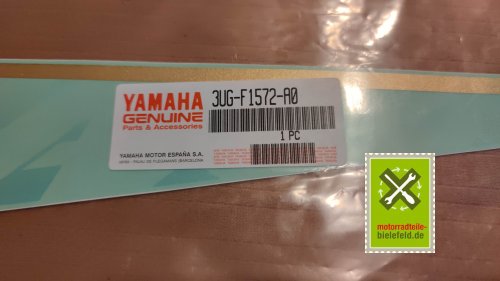 YAMAHA
GENUINE
Parts & Accessories
3UG-F1572-A0
1 PC
YAMAHA MOTOR ESPAÑA S.A.
motorradteile-
bielefeld.de